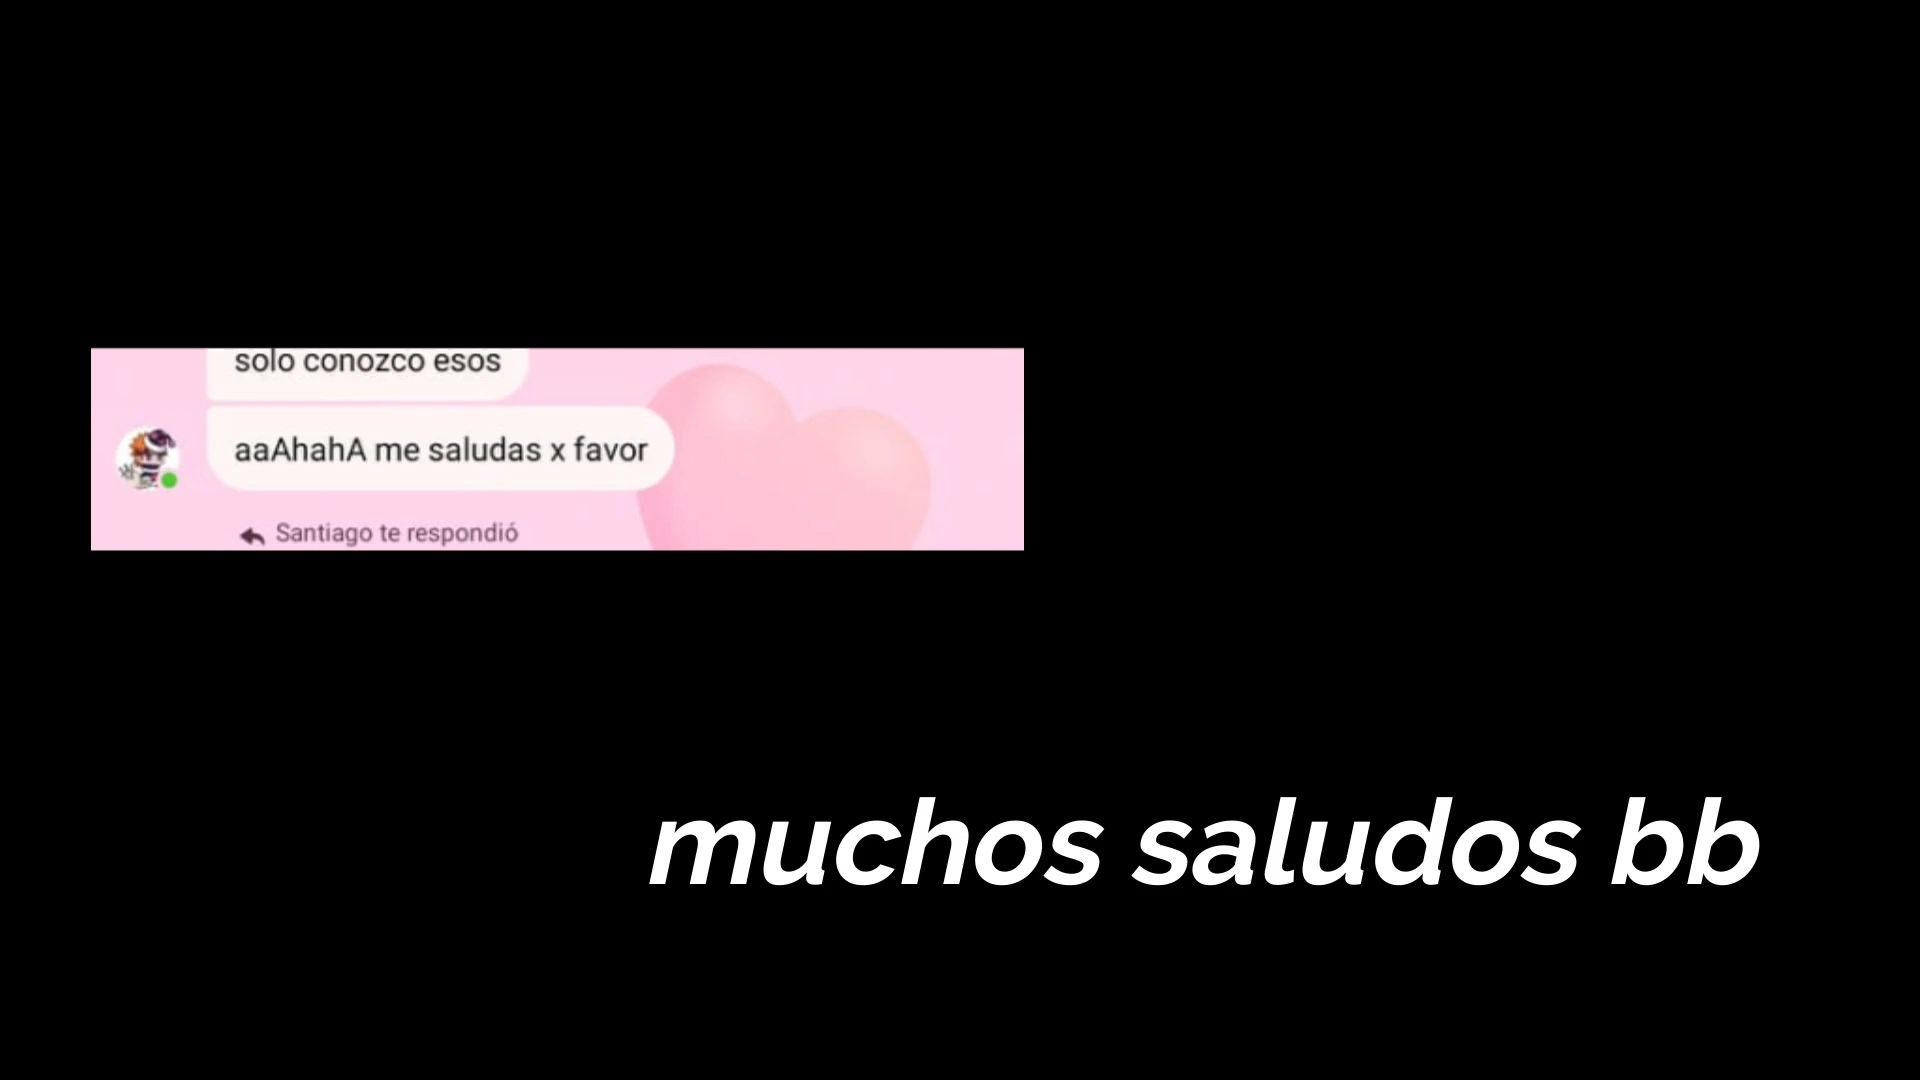 solo conozco esos
aaAhahA me saludas x favor
Santiago te respondió
muchos saludos bb